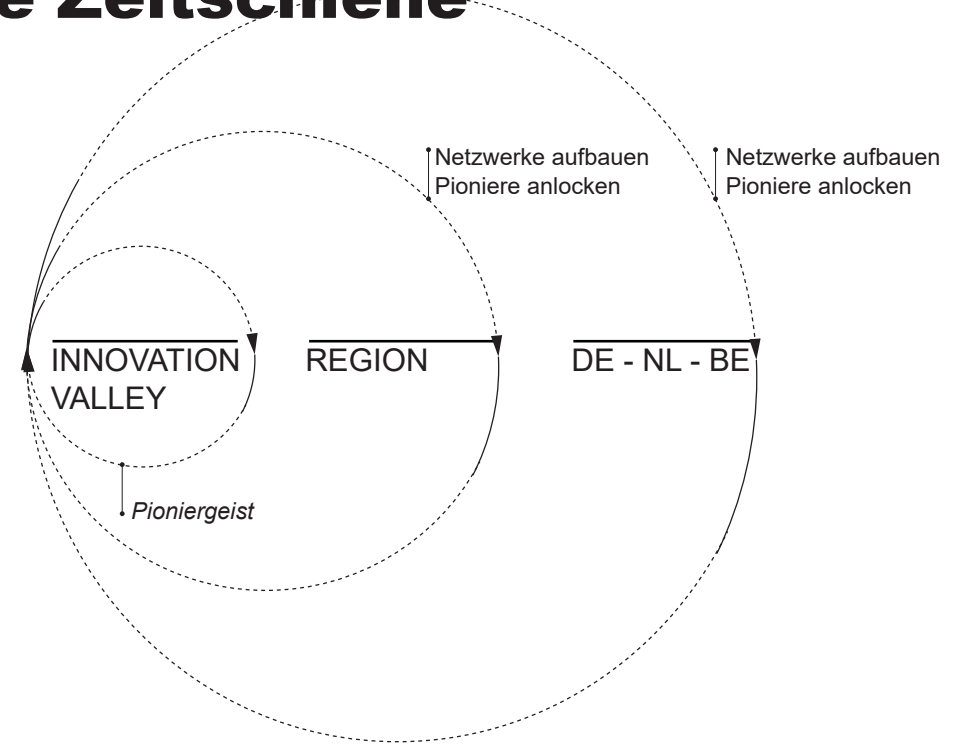 e Zeitschiene
Netzwerke aufbauen
Pioniere anlocken
Netzwerke aufbauen
Pioniere anlocken
INNOVATION
VALLEY
REGION
DE - NL - BE
Pioniergeist